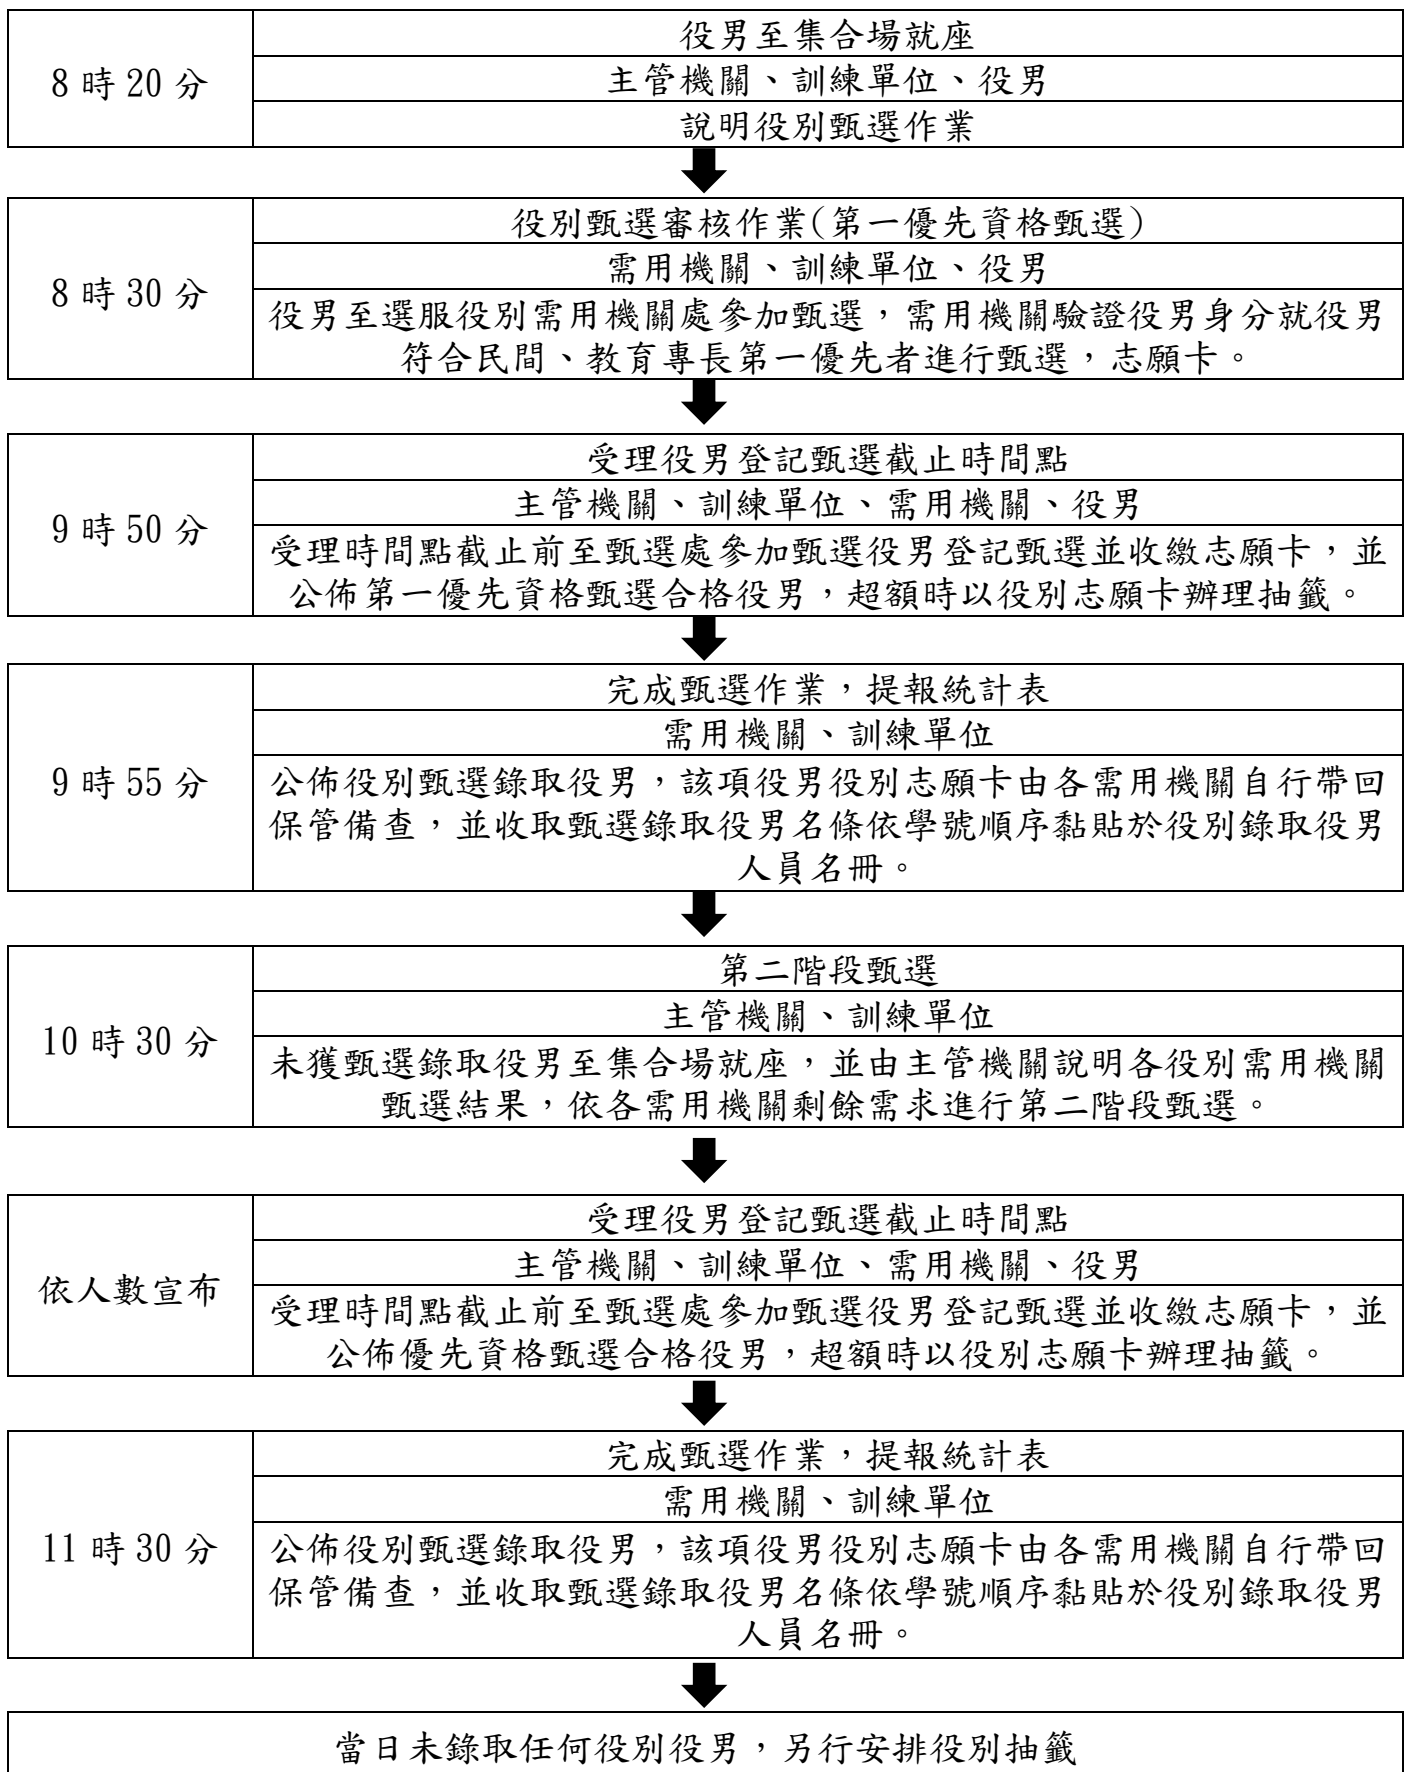 8 時 20 分
役男至集合場就座
主管機關、訓練單位、役男
說明役別甄選作業
8 時 30 分
役別甄選審核作業(第一優先資格甄選)
需用機關、訓練單位、役男
役男至選服役別需用機關處參加甄選，需用機關驗證役男身分就役男
符合民間、教育專長第一優先者進行甄選，志願卡。
9 時 50 分
受理役男登記甄選截止時間點
主管機關、訓練單位、需用機關、役男
受理時間點截止前至甄選處參加甄選役男登記甄選並收繳志願卡，並
公佈第一優先資格甄選合格役男，超額時以役別志願卡辦理抽籤。
9 時 55 分
完成甄選作業，提報統計表
需用機關、訓練單位
公佈役別甄選錄取役男，該項役男役別志願卡由各需用機關自行帶回
保管備查，並收取甄選錄取役男名條依學號順序黏貼於役別錄取役男
人員名冊。
10 時 30 分
第二階段甄選
主管機關、訓練單位
未獲甄選錄取役男至集合場就座，並由主管機關說明各役別需用機關
甄選結果，依各需用機關剩餘需求進行第二階段甄選。
依人數宣布
受理役男登記甄選截止時間點
主管機關、訓練單位、需用機關、役男
受理時間點截止前至甄選處參加甄選役男登記甄選並收繳志願卡，並
公佈優先資格甄選合格役男，超額時以役別志願卡辦理抽籤。
11 時 30 分
完成甄選作業，提報統計表
需用機關、訓練單位
公佈役別甄選錄取役男，該項役男役別志願卡由各需用機關自行帶回
保管備查，並收取甄選錄取役男名條依學號順序黏貼於役別錄取役男
人員名冊。
當日未錄取任何役別役男，另行安排役別抽籤